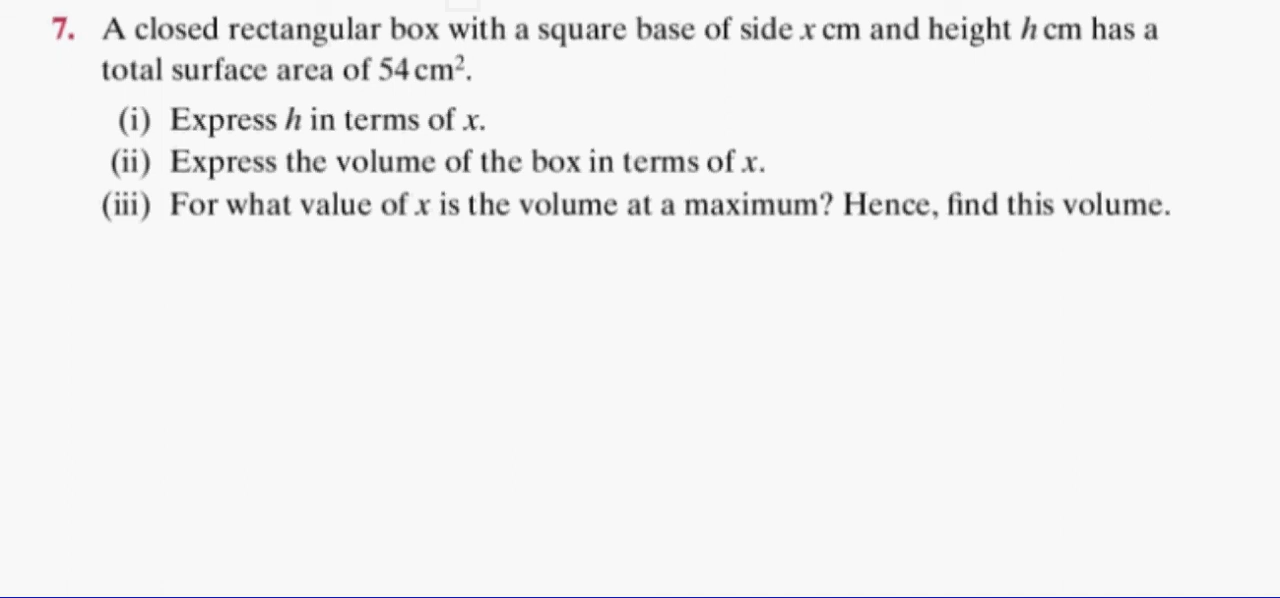 7. A closed rectangular box with a square base of side x cm and height h cm has a
total surface area of 54 cm².
(i) Express h in terms of x.
(ii) Express the volume of the box in terms of x.
(iii) For what value of x is the volume at a maximum? Hence, find this volume.